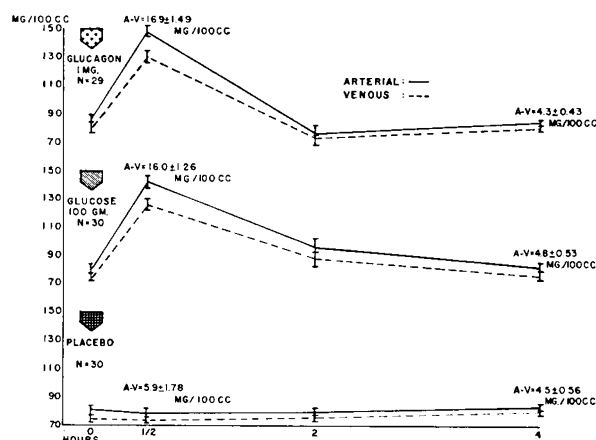 MG/100 CC
150
130
110
90
70
150
130
110
90
70
150
130
110
90
70
GLUCAGON
1 MG.
N=29
A-V=16.9±1.49
MG/100CC
ARTERIAL:
VENOUS :
A-V=4.3±0.43
MG/100CC
GLUCOSE
100 GM.
N=30
A-V=16.0±1.26
MG/100CC
A-V=4.8±0.53
MG/100CC
PLACEBO
N=30
A-V=5.9±1.78
MG/100CC
A-V=4.5±0.56
MG/100CC
0
1/2
2
4
HOURS